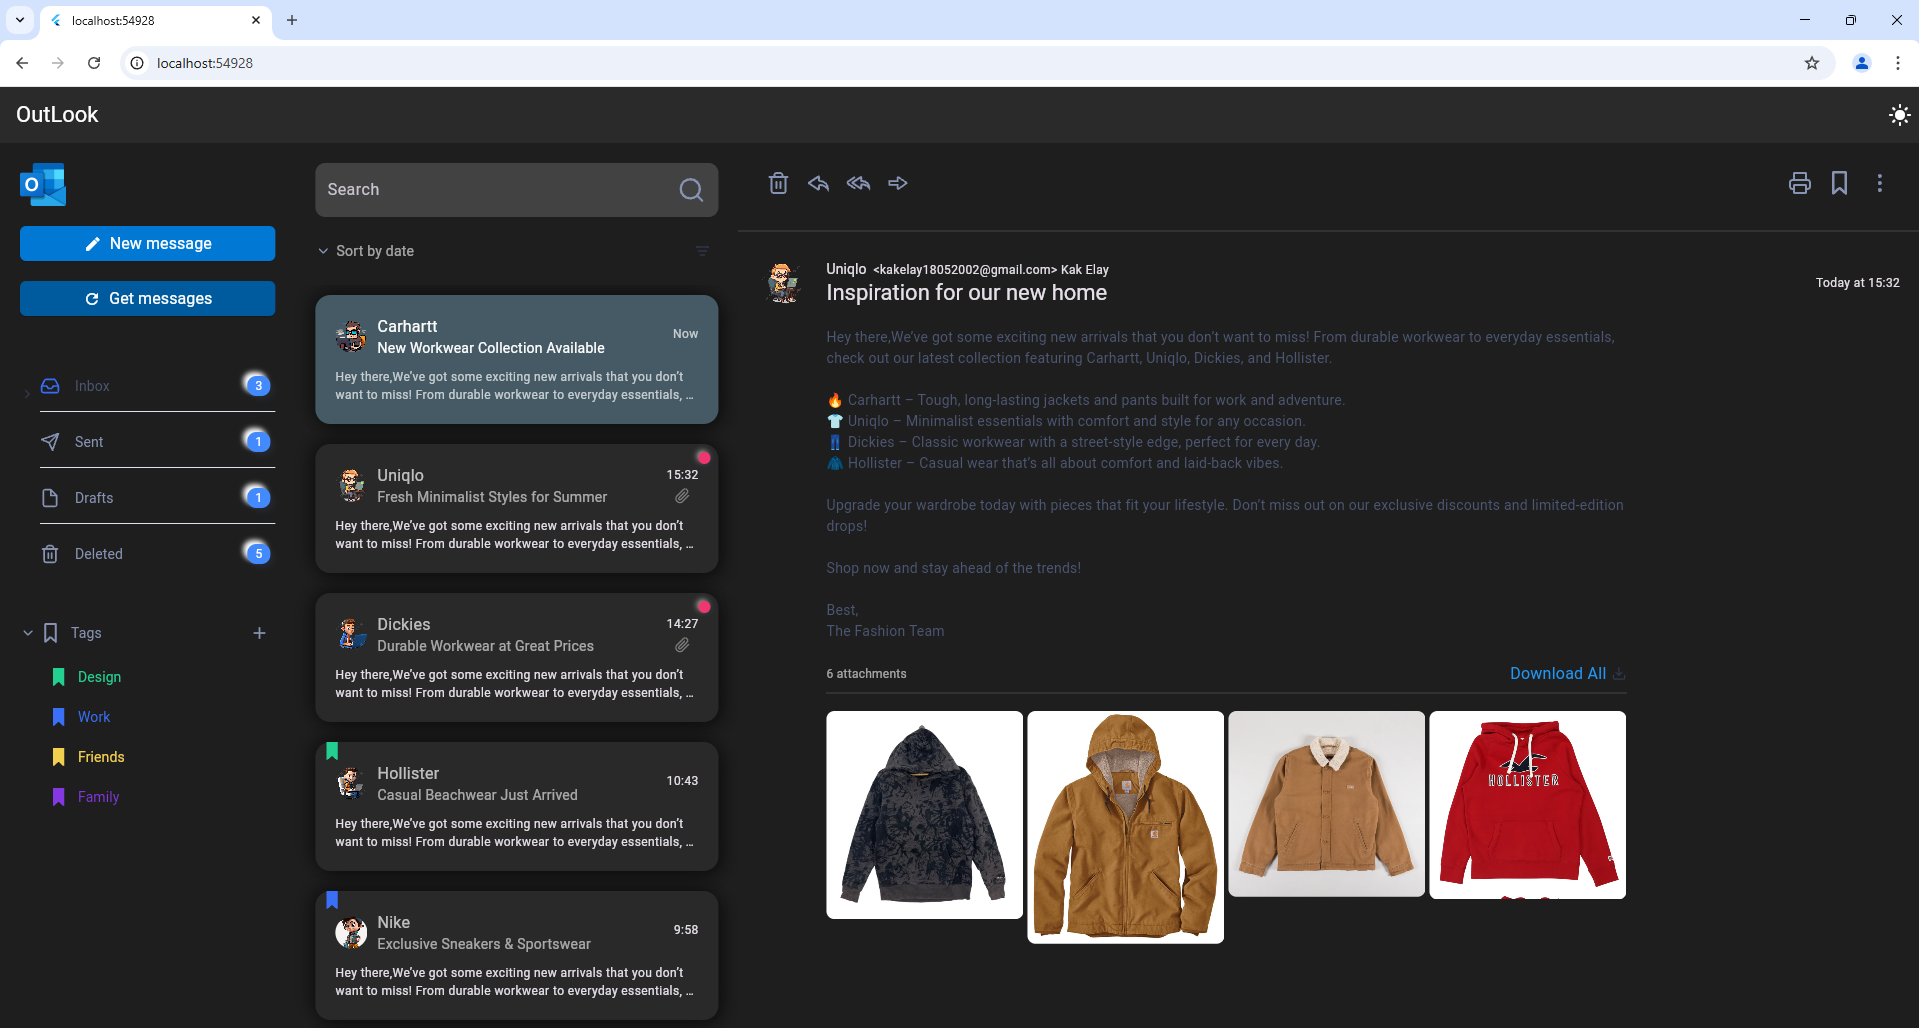 localhost:54928
localhost:54928
OutLook
New message
Get messages
Inbox 3
Sent 1
Drafts 1
Deleted 5
Tags
Design
Work
Friends
Family
Search
Sort by date
Carhartt
Now
New Workwear Collection Available
Hey there,We've got some exciting new arrivals that you don't
want to miss! From durable workwear to everyday essentials, ...
Uniqlo
15:32
Fresh Minimalist Styles for Summer
Hey there,We've got some exciting new arrivals that you don't
want to miss! From durable workwear to everyday essentials, ...
Dickies
14:27
Durable Workwear at Great Prices
Hey there,We've got some exciting new arrivals that you don't
want to miss! From durable workwear to everyday essentials, ...
Hollister
10:43
Casual Beachwear Just Arrived
Hey there,We've got some exciting new arrivals that you don't
want to miss! From durable workwear to everyday essentials, ...
Nike
9:58
Exclusive Sneakers & Sportswear
Hey there,We've got some exciting new arrivals that you don't
want to miss! From durable workwear to everyday essentials, ...
Uniqlo <kakelay18052002@gmail.com> Kak Elay
Inspiration for our new home
Today at 15:32
Hey there,We've got some exciting new arrivals that you don't want to miss! From durable workwear to everyday essentials,
check out our latest collection featuring Carhartt, Uniqlo, Dickies, and Hollister.
🔥 Carhartt – Tough, long-lasting jackets and pants built for work and adventure.
👕 Uniqlo – Minimalist essentials with comfort and style for any occasion.
👖 Dickies – Classic workwear with a street-style edge, perfect for every day.
🧥 Hollister – Casual wear that's all about comfort and laid-back vibes.
Upgrade your wardrobe today with pieces that fit your lifestyle. Don't miss out on our exclusive discounts and limited-edition
drops!
Shop now and stay ahead of the trends!
Best,
The Fashion Team
6 attachments
Download All
HOLLISTER